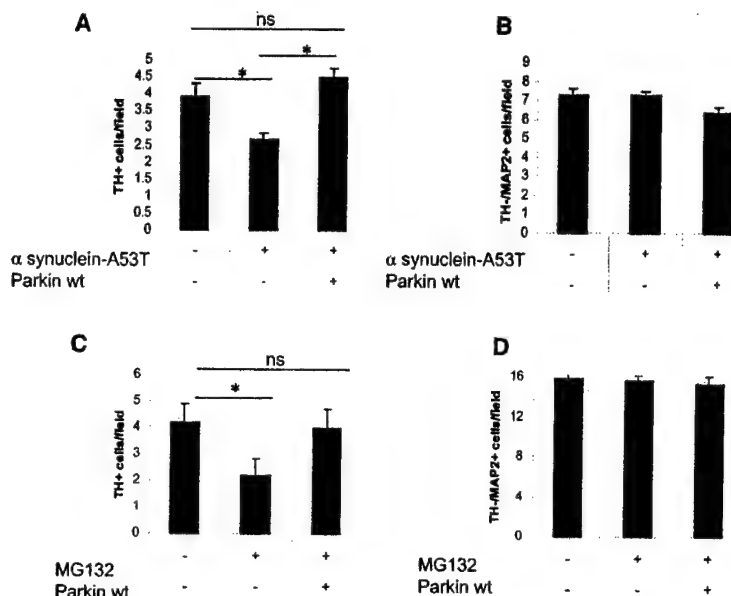 A
ns
*
*
TH+ cells/field
5
4.5
4
3.5
3
2.5
2
1.5
1
0.5
0
α synuclein-A53T - + +
Parkin wt - - +
B
TH-/MAP2+ cells/field
9
8
7
6
5
4
3
2
1
0
α synuclein-A53T - + +
Parkin wt - - +
C
ns
*
TH+ cells/field
6
5
4
3
2
1
0
MG132 - + +
Parkin wt - - +
D
TH-/MAP2+ cells/field
16
12
8
4
0
MG132 - + +
Parkin wt - - +